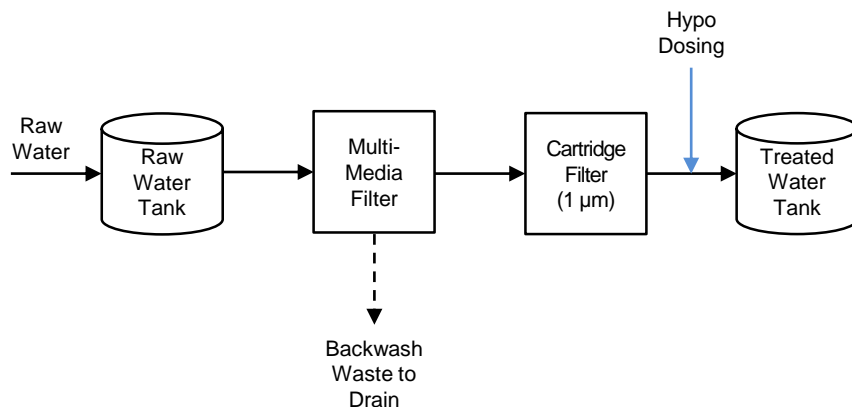 Hypo
Dosing
Raw
Water
Raw
Water
Tank
Multi-
Media
Filter
Cartridge
Filter
(1 µm)
Treated
Water
Tank
Backwash
Waste to
Drain